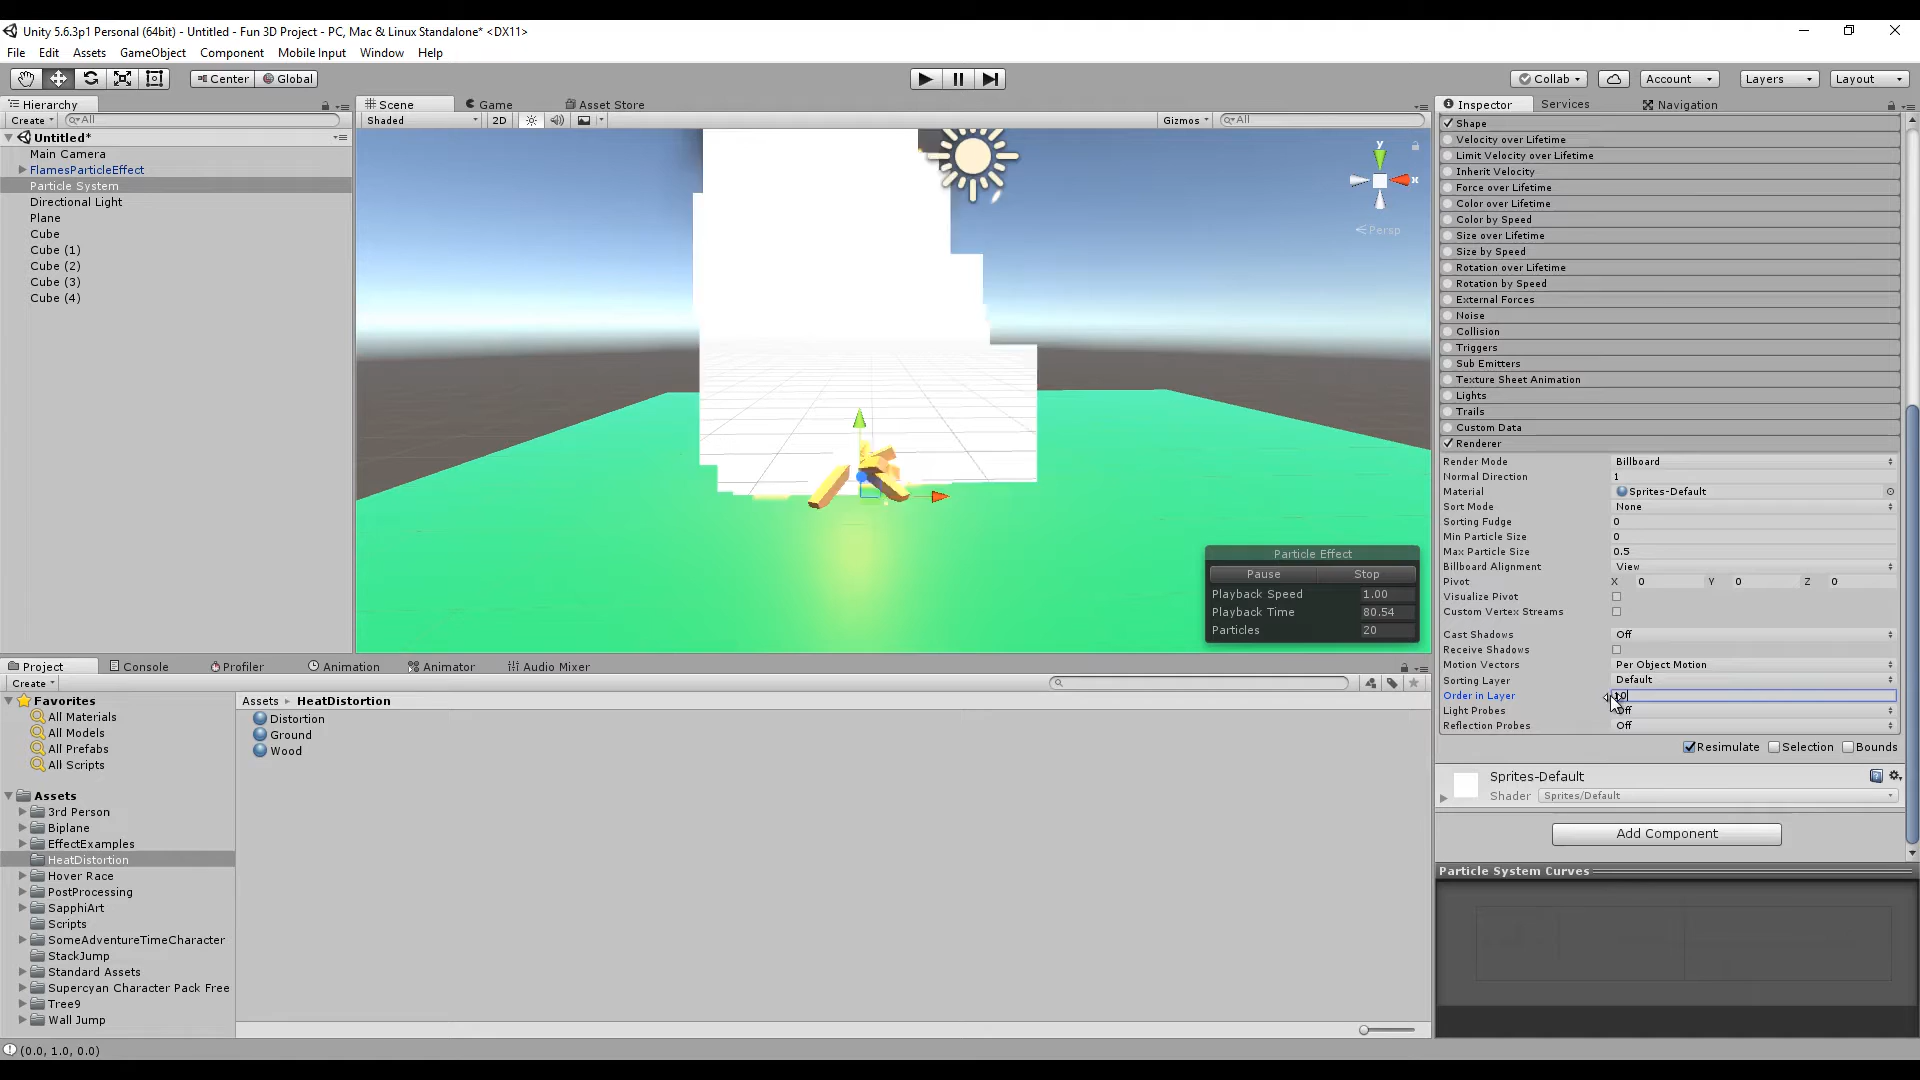 Unity 5.6.3p1 Personal (64bit) - Untitled - Fun 3D Project - PC, Mac & Linux Standalone* <DX11>
File Edit Assets GameObject Component Mobile Input Window Help
Center Global Collab Account Layers Layout
Hierarchy
Create All
Untitled*
Main Camera
FlamesParticleEffect
Particle System
Directional Light
Plane
Cube
Cube (1)
Cube (2)
Cube (3)
Cube (4)
Scene Game Asset Store
Shaded 2D Gizmos All
y
x
Persp
Particle Effect
Pause Stop
Playback Speed 1.00
Playback Time 80.54
Particles 20
Inspector Services Navigation
Shape
Velocity over Lifetime
Limit Velocity over Lifetime
Inherit Velocity
Force over Lifetime
Color over Lifetime
Color by Speed
Size over Lifetime
Size by Speed
Rotation over Lifetime
Rotation by Speed
External Forces
Noise
Collision
Triggers
Sub Emitters
Texture Sheet Animation
Lights
Trails
Custom Data
Renderer
Render Mode Billboard
Normal Direction 1
Material Sprites-Default
Sort Mode None
Sorting Fudge 0
Min Particle Size 0
Max Particle Size 0.5
Billboard Alignment View
Pivot X 0 Y 0 Z 0
Visualize Pivot
Custom Vertex Streams
Cast Shadows Off
Receive Shadows
Motion Vectors Per Object Motion
Sorting Layer Default
Order in Layer
Light Probes Off
Reflection Probes Off
Resimulate Selection Bounds
Sprites-Default
Shader Sprites/Default
Add Component
Particle System Curves
Project Console Profiler Animation Animator Audio Mixer
Create
Favorites
All Materials
All Models
All Prefabs
All Scripts
Assets
3rd Person
Biplane
EffectExamples
HeatDistortion
Hover Race
PostProcessing
SapphiArt
Scripts
SomeAdventureTimeCharacter
StackJump
Standard Assets
Supercyan Character Pack Free
Tree9
Wall Jump
Assets HeatDistortion
Distortion
Ground
Wood
(0.0, 1.0, 0.0)